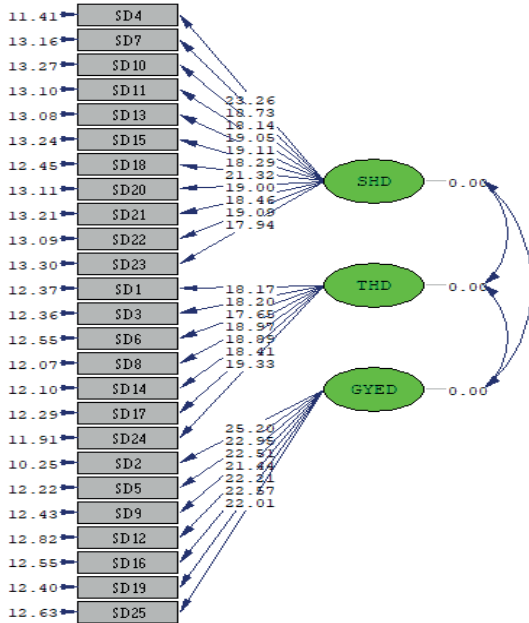 11.41 SD4
13.16 SD7
13.27 SD10
13.10 SD11
13.08 SD13
13.24 SD15
12.45 SD18
13.11 SD20
13.21 SD21
13.09 SD22
13.30 SD23
12.37 SD1
12.36 SD3
12.55 SD6
12.07 SD8
12.10 SD14
12.29 SD17
11.91 SD24
10.25 SD2
12.22 SD5
12.43 SD9
12.82 SD12
12.55 SD16
12.40 SD19
12.63 SD25
23.26
18.73
18.14
19.05
19.11
18.29
21.32
19.00
18.46
19.09
17.94
18.17
18.20
17.65
18.97
18.89
18.41
19.33
25.20
22.95
22.51
21.44
22.21
22.57
22.01
SHD 0.00
THD 0.00
GYED 0.00